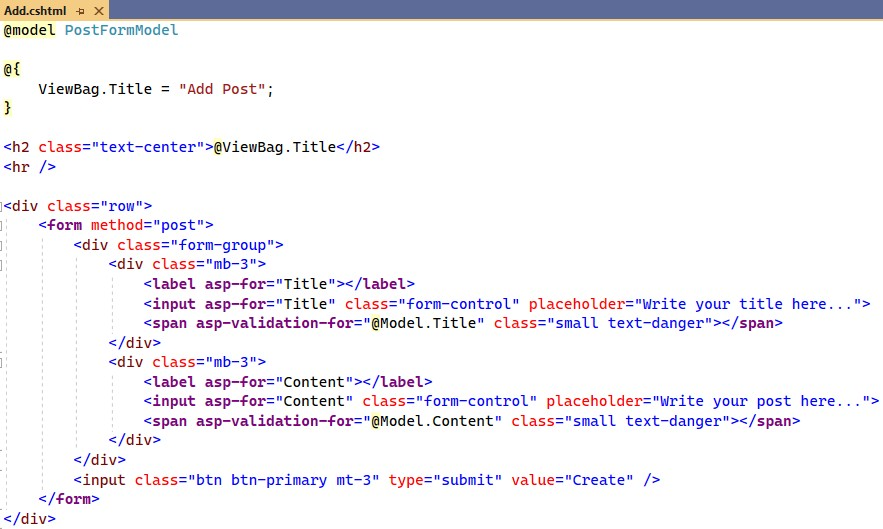 Add.cshtml
@model PostFormModel
@{
    ViewBag.Title = "Add Post";
}
<h2 class="text-center">@ViewBag.Title</h2>
<hr />
<div class="row">
    <form method="post">
        <div class="form-group">
            <div class="mb-3">
                <label asp-for="Title"></label>
                <input asp-for="Title" class="form-control" placeholder="Write your title here...">
                <span asp-validation-for="@Model.Title" class="small text-danger"></span>
            </div>
            <div class="mb-3">
                <label asp-for="Content"></label>
                <input asp-for="Content" class="form-control" placeholder="Write your post here...">
                <span asp-validation-for="@Model.Content" class="small text-danger"></span>
            </div>
        </div>
        <input class="btn btn-primary mt-3" type="submit" value="Create" />
    </form>
</div>